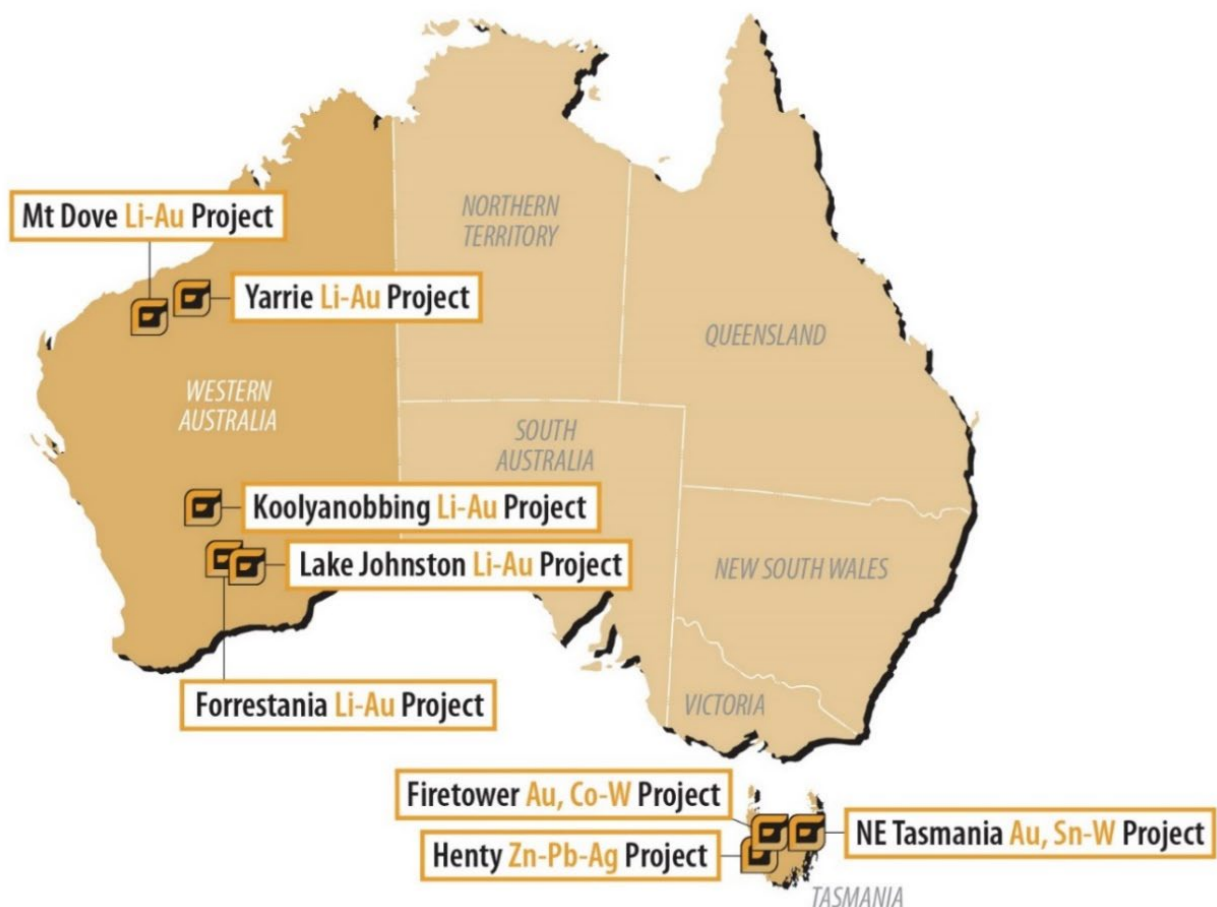 NORTHERN
TERRITORY
Mt Dove Li-Au Project
Yarrie Li-Au Project
QUEENSLAND
WESTERN
AUSTRALIA
SOUTH
AUSTRALIA
Koolyanobbing Li-Au Project
Lake Johnston Li-Au Project
NEW SOUTH WALES
Forrestania Li-Au Project
VICTORIA
Firetower Au, Co-W Project
NE Tasmania Au, Sn-W Project
Henty Zn-Pb-Ag Project
TASMANIA